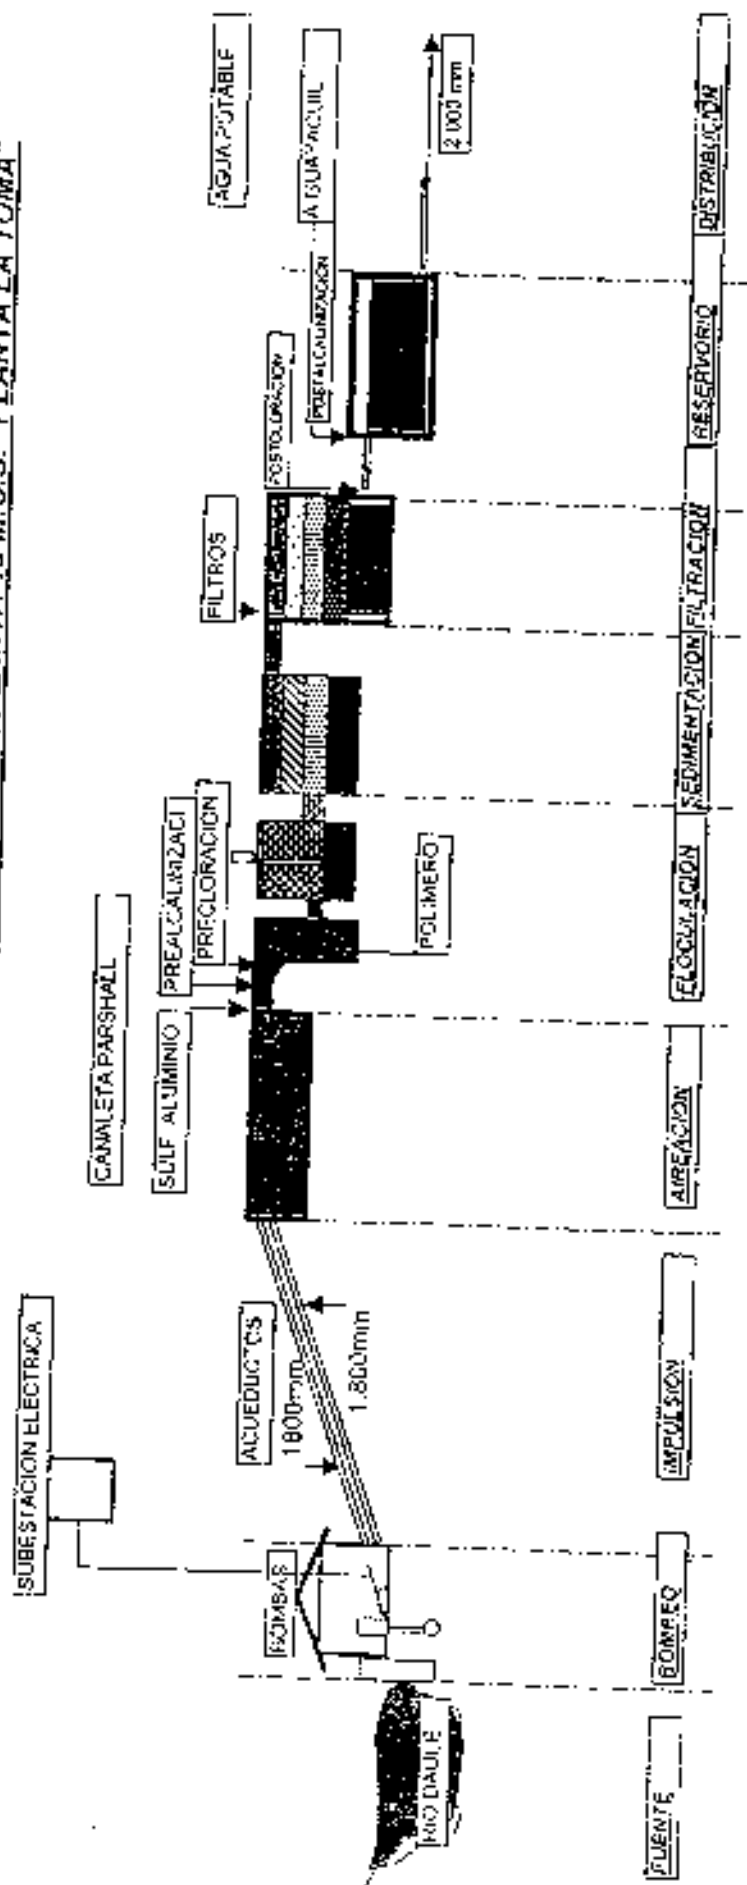 PLANTA LA TOMA
SUBESTACION ELECTRICA
CANALETA PARSHALL
SULF ALUMINIO
PREALCALINIZACI
PRECLORACION
FILTROS
AGUA POTABLE
ACUEDUCTOS
1800mm
1.800mm
BOMBAS
POSTCLORACION
POSTALCALINIZACION
A GUAYAQUIL
2 000 mm
POLIMERO
RIO DAULE
FUENTE
BOMBEO
IMPULSION
AIREACION
FLOCULACION
SEDIMENTACION
FILTRACION
RESERVORIO
DISTRIBUCION